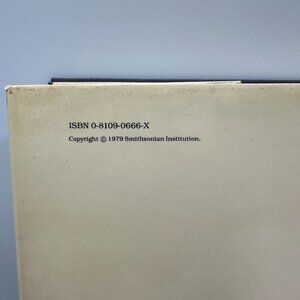 ISBN 0-8109-0666-X
Copyright © 1979 Smithsonian Institution.